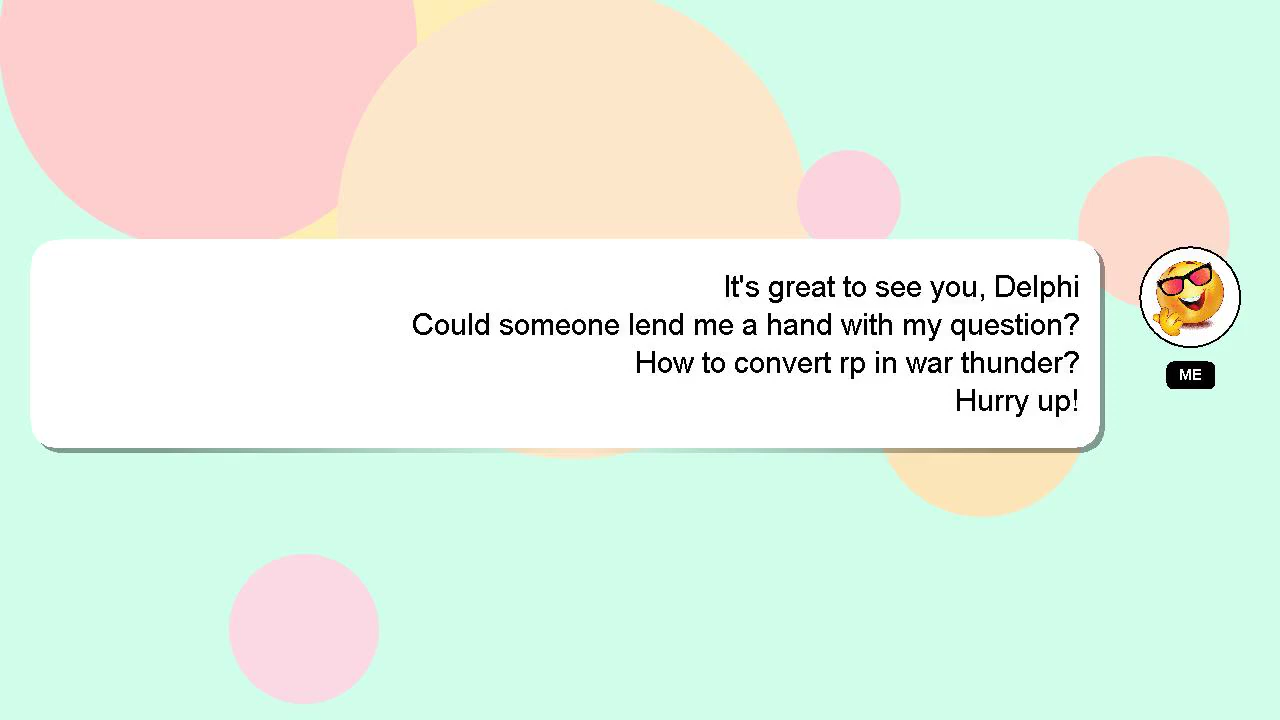 It's great to see you, Delphi
Could someone lend me a hand with my question?
How to convert rp in war thunder?
Hurry up!
ME